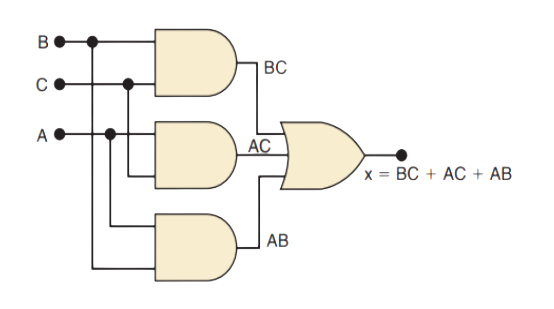 B
BC
C
A
AC
x = BC + AC + AB
AB